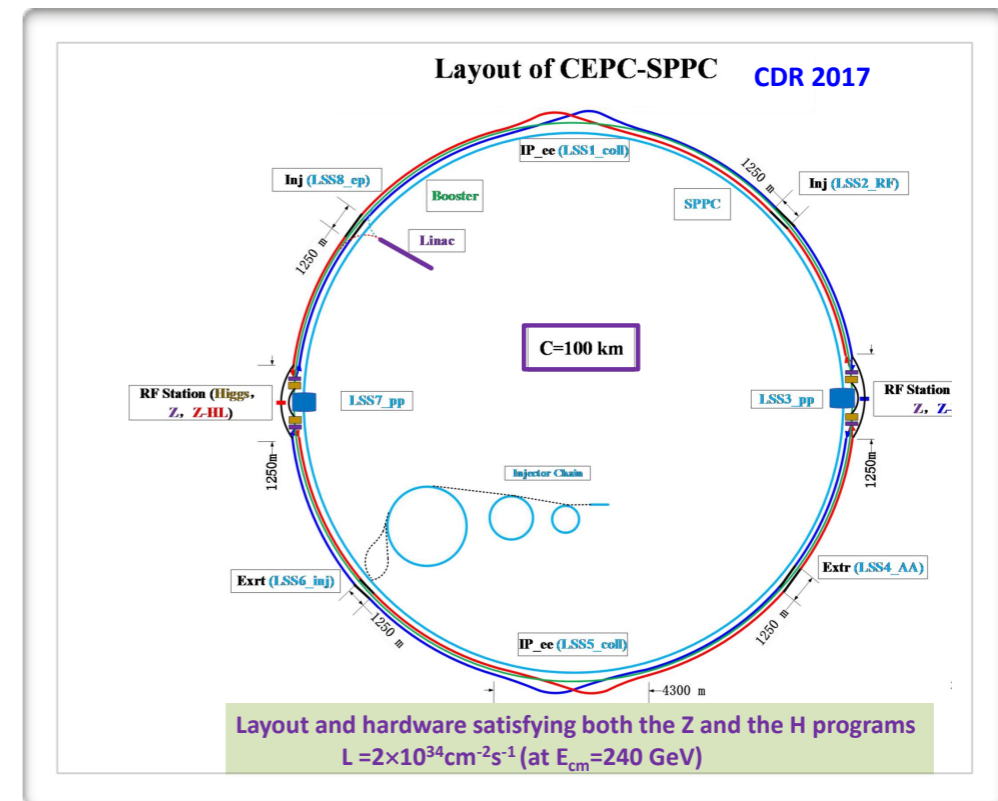 Layout of CEPC-SPPC
CDR 2017
IP_ee (LSS1_coll)
Inj (LSS8_ep)
1250 m
Booster
Linac
SPPC
1250 m
Inj (LSS2_RF)
C=100 km
RF Station (Higgs,
Z, Z-HL)
1250m
LSS7_pp
LSS3_pp
RF Station
Z, Z-
1250m
Injector Chain
Exrt (LSS6_inj)
1250 m
Extr (LSS4_AA)
1250 m
IP_ee (LSS5_coll)
4300 m
Layout and hardware satisfying both the Z and the H programs
L =2×10³⁴cm⁻²s⁻¹ (at Ecm=240 GeV)